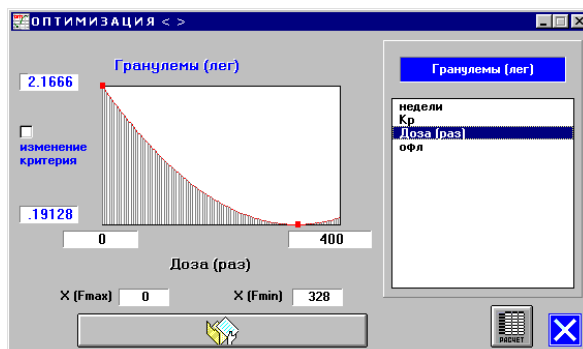 ОПТИМИЗАЦИЯ < >
Гранулемы (лег)
2.1666
изменение
критерия
.19128
0
400
Доза (раз)
X (Fmax)
0
X (Fmin)
328
Гранулемы (лег)
недели
Кр
Доза (раз)
офл
РАСЧЕТ